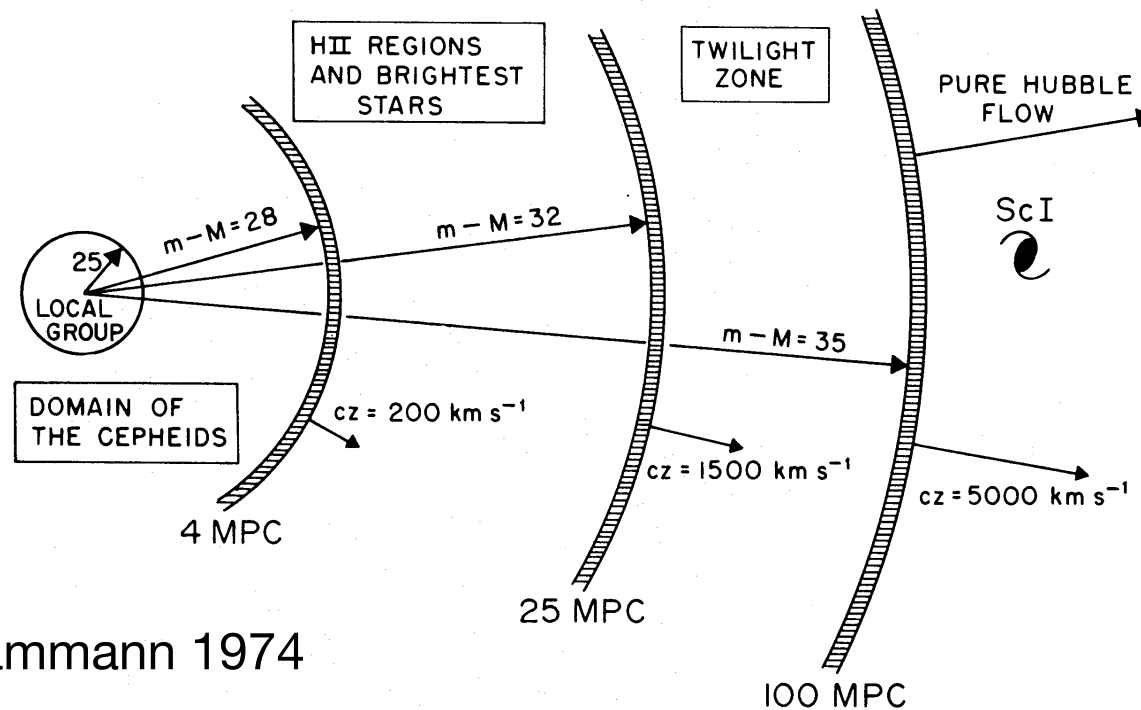 HII REGIONS
AND BRIGHTEST
STARS
TWILIGHT
ZONE
PURE HUBBLE
FLOW
ScI
m-M=28
m-M=32
25
LOCAL
GROUP
m-M=35
DOMAIN OF
THE CEPHEIDS
cz = 200 km s⁻¹
cz = 1500 km s⁻¹
cz = 5000 km s⁻¹
4 MPC
25 MPC
100 MPC
1974